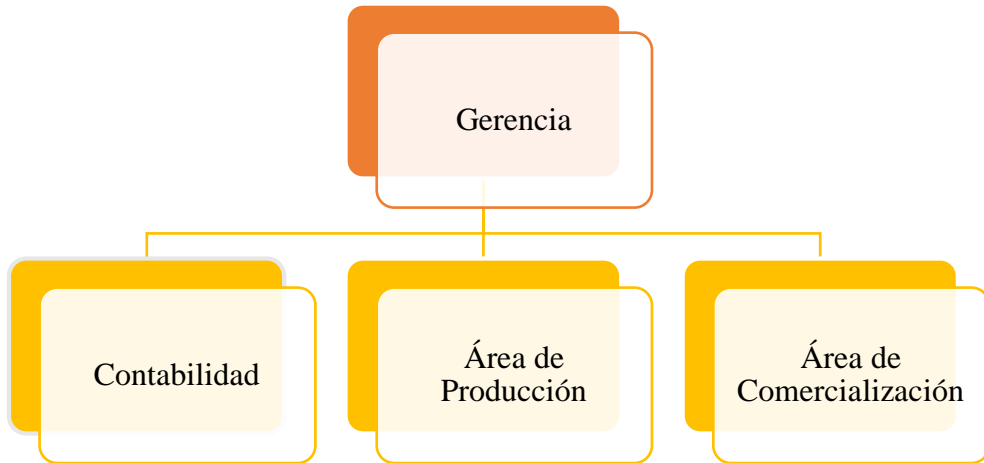 Gerencia
Contabilidad
Área de
Producción
Área de
Comercialización